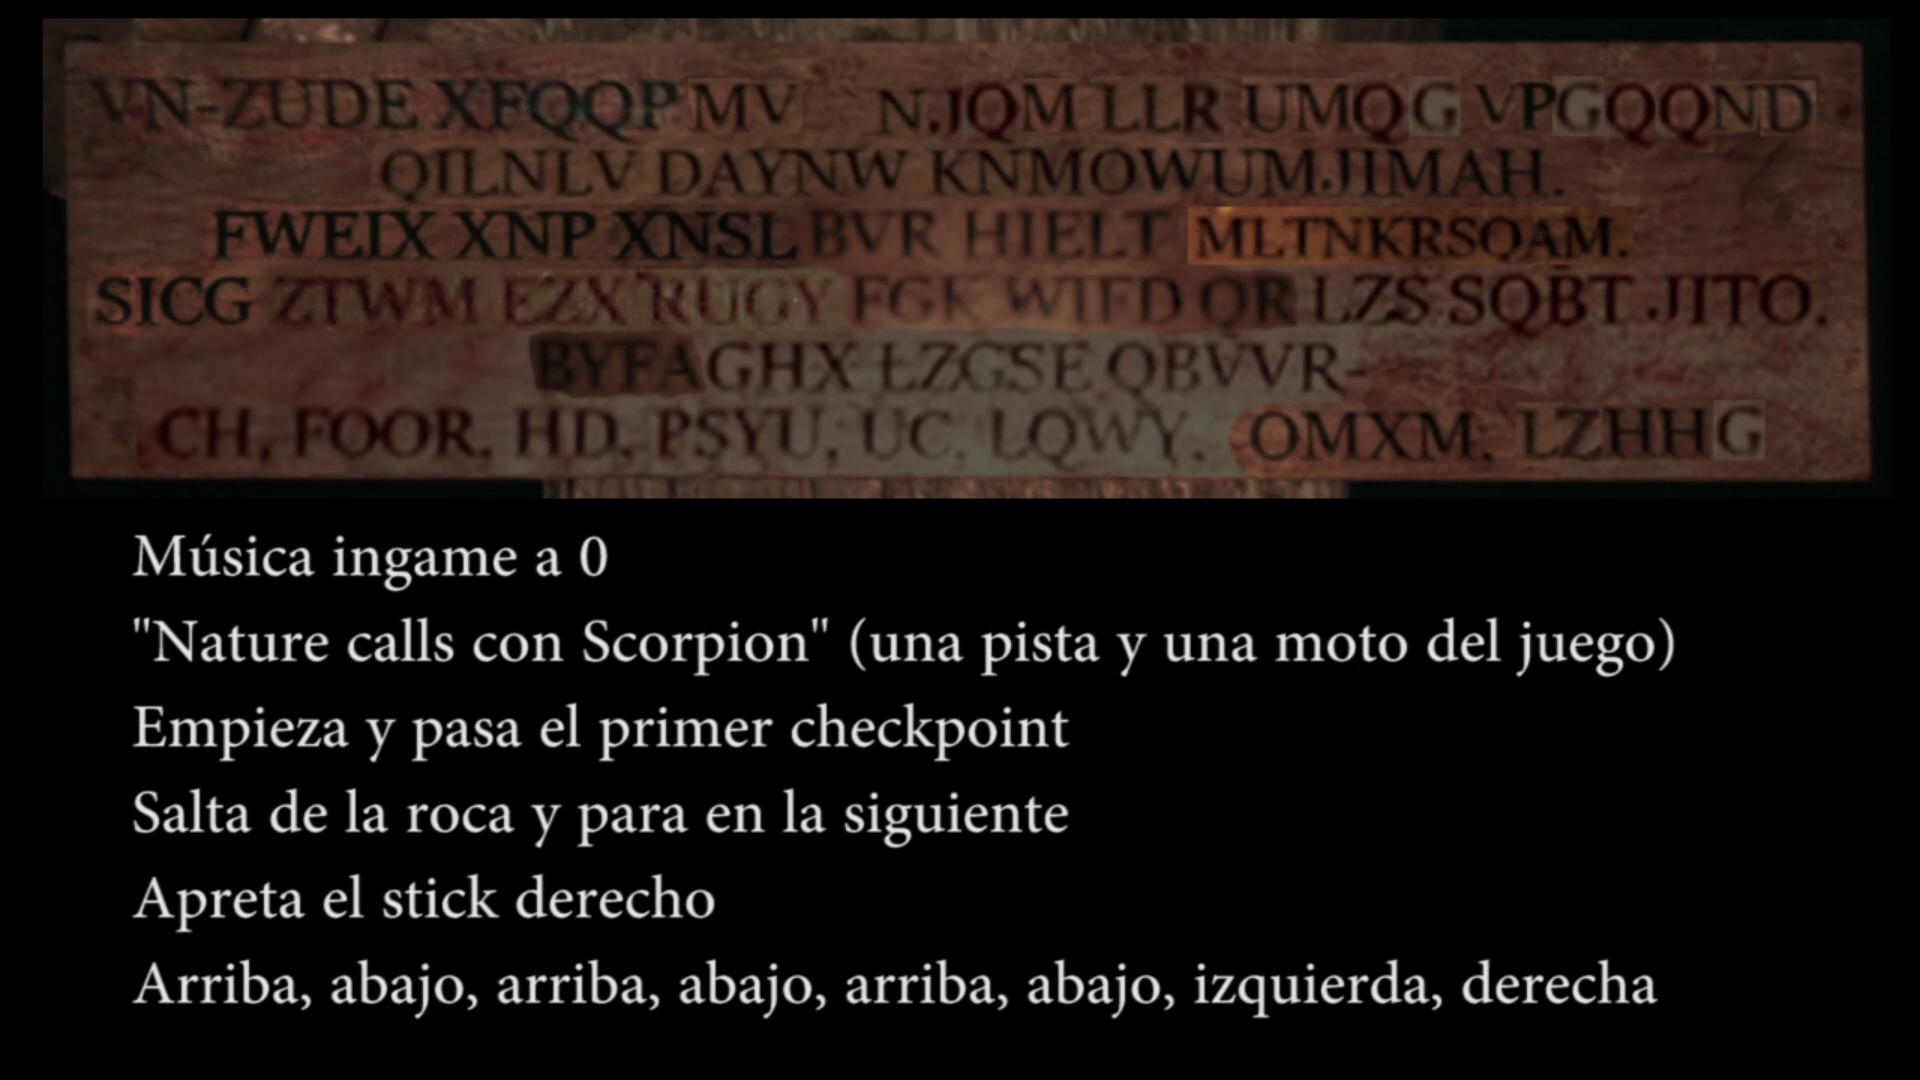 VN-ZUDE XFQQP MV N.JQM LLR UMQG VPGQQND
QILNLV DAYNW KNMOWUMJIMAH.
FWEIX XNP XNSL BVR HIELT MLTNKRSQAM.
SICG ZTWM EZX RUGY FGK WIFD QR LZS SQBT JITO.
BYFAGHX LZGSE QBVVR-
CH, FOOR, HD, PSYU, UC, LQWY, OMXM, LZHHG
Música ingame a 0
"Nature calls con Scorpion" (una pista y una moto del juego)
Empieza y pasa el primer checkpoint
Salta de la roca y para en la siguiente
Apreta el stick derecho
Arriba, abajo, arriba, abajo, arriba, abajo, izquierda, derecha